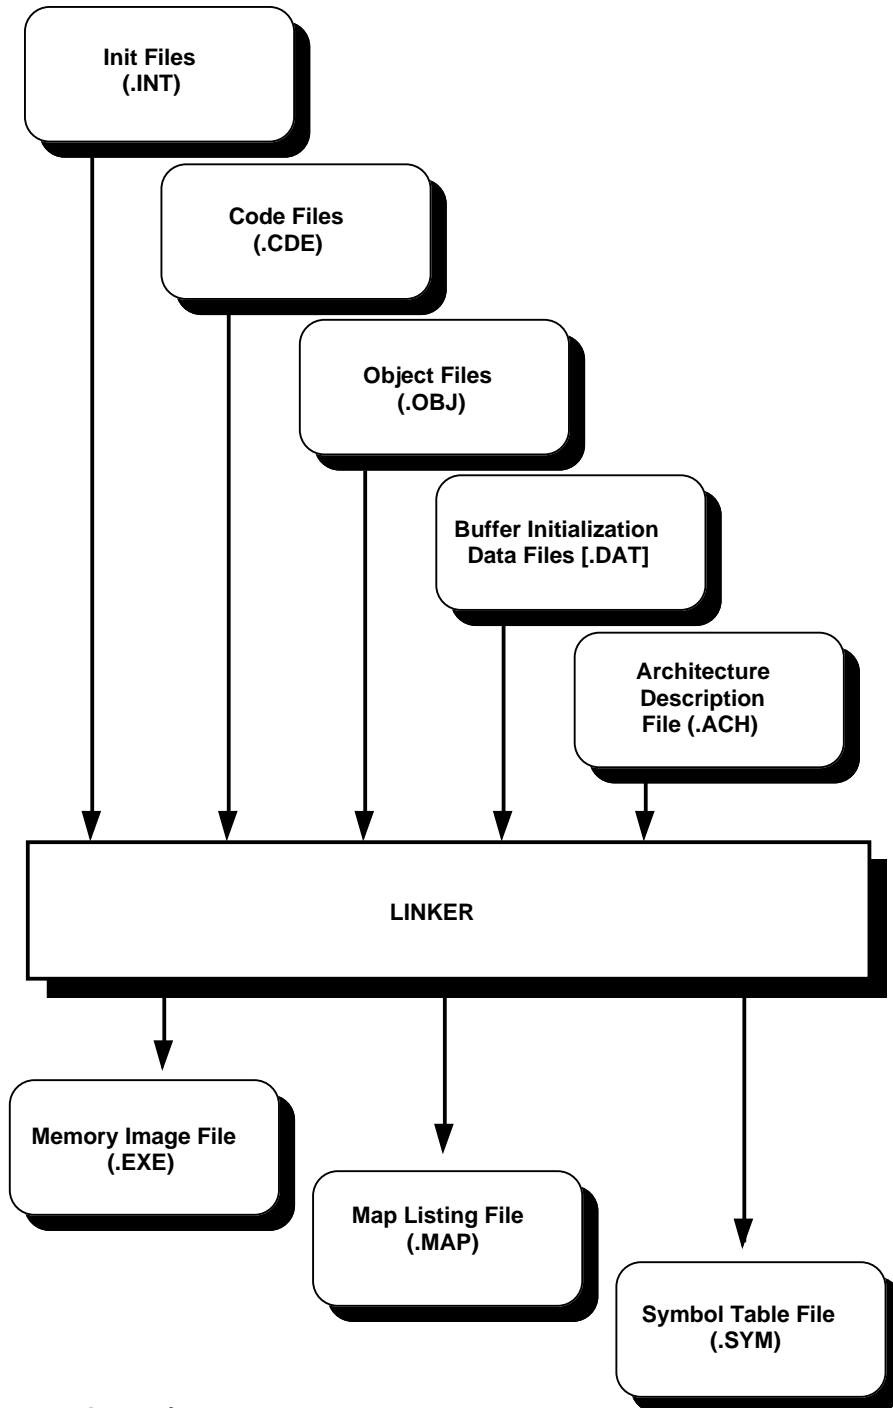 Init Files
(.INT)
Code Files
(.CDE)
Object Files
(.OBJ)
Buffer Initialization
Data Files [.DAT]
Architecture
Description
File (.ACH)
LINKER
Memory Image File
(.EXE)
Map Listing File
(.MAP)
Symbol Table File
(.SYM)